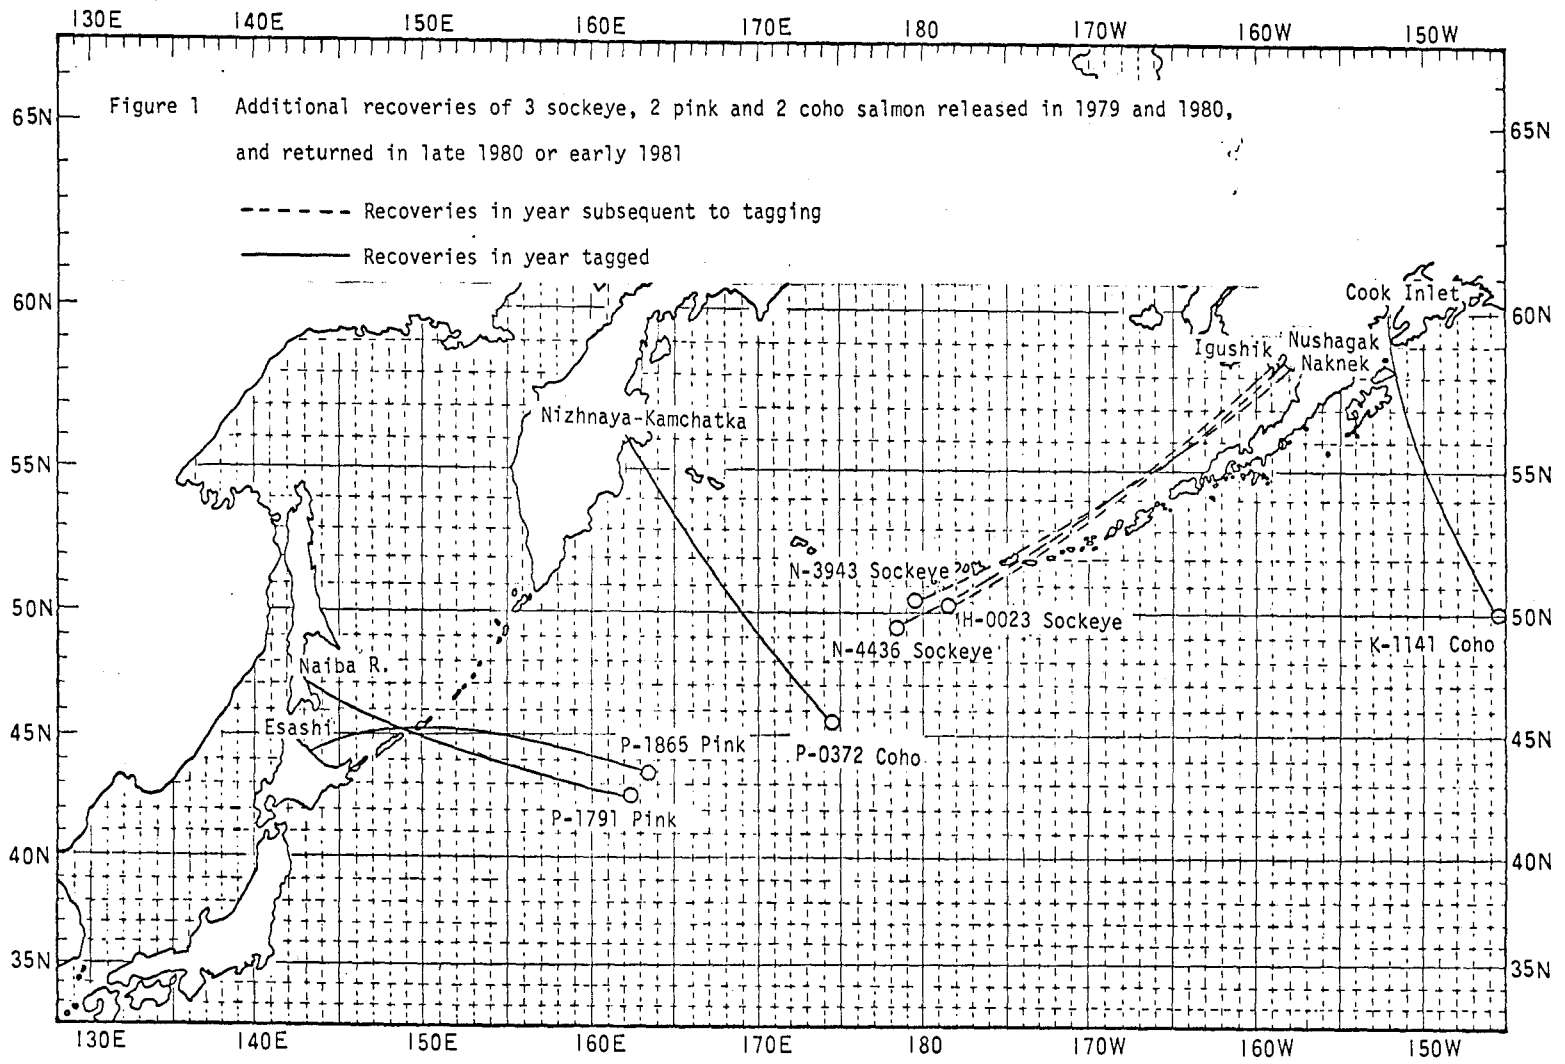 130E 140E 150E 160E 170E 180 170W 160W 150W
Figure 1 Additional recoveries of 3 sockeye, 2 pink and 2 coho salmon released in 1979 and 1980,
and returned in late 1980 or early 1981
Recoveries in year subsequent to tagging
Recoveries in year tagged
65N
65N
60N
60N
Cook Inlet
Igushik
Nushagak
Naknek
Nizhnaya-Kamchatka
55N
55N
N-3943 Sockeye
50N
H-0023 Sockeye
50N
N-4436 Sockeye
K-1141 Coho
Naiba R.
Esashi
45N
P-1865 Pink
P-0372 Coho
45N
P-1791 Pink
40N
40N
35N
35N
130E 140E 150E 160E 170E 180 170W 160W 150W